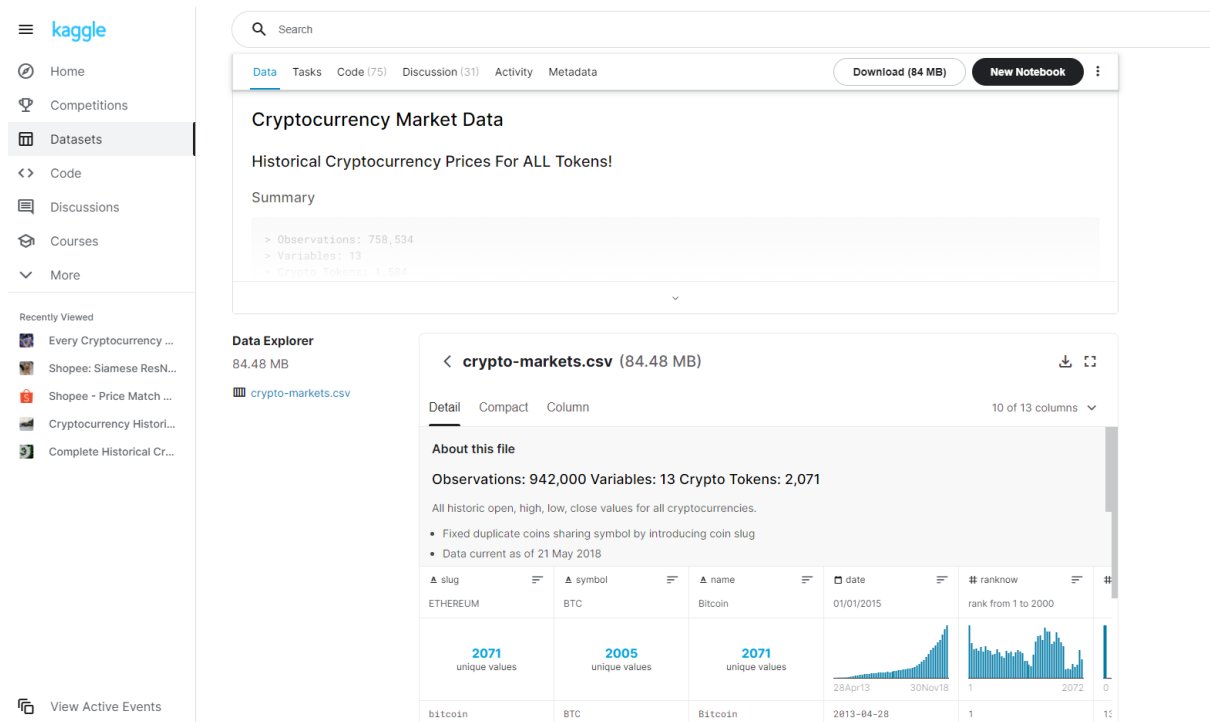 kaggle
Search
Home
Competitions
Datasets
Code
Discussions
Courses
More
Recently Viewed
Every Cryptocurrency ...
Shopee: Siamese ResN...
Shopee - Price Match ...
Cryptocurrency Histori...
Complete Historical Cr...
View Active Events
Data Tasks Code (75) Discussion (31) Activity Metadata
Download (84 MB) New Notebook
Cryptocurrency Market Data
Historical Cryptocurrency Prices For ALL Tokens!
Summary
> Observations: 758,534
> Variables: 13
> Crypto Tokens: 1,584
Data Explorer
84.48 MB
crypto-markets.csv
crypto-markets.csv (84.48 MB)
Detail Compact Column
10 of 13 columns
About this file
Observations: 942,000 Variables: 13 Crypto Tokens: 2,071
All historic open, high, low, close values for all cryptocurrencies.
• Fixed duplicate coins sharing symbol by introducing coin slug
• Data current as of 21 May 2018
slug symbol name date # ranknow #
ETHEREUM BTC Bitcoin 01/01/2015 rank from 1 to 2000
2071 2005 2071
unique values unique values unique values
28Apr13 30Nov18 1 2072 0
bitcoin BTC Bitcoin 2013-04-28 1